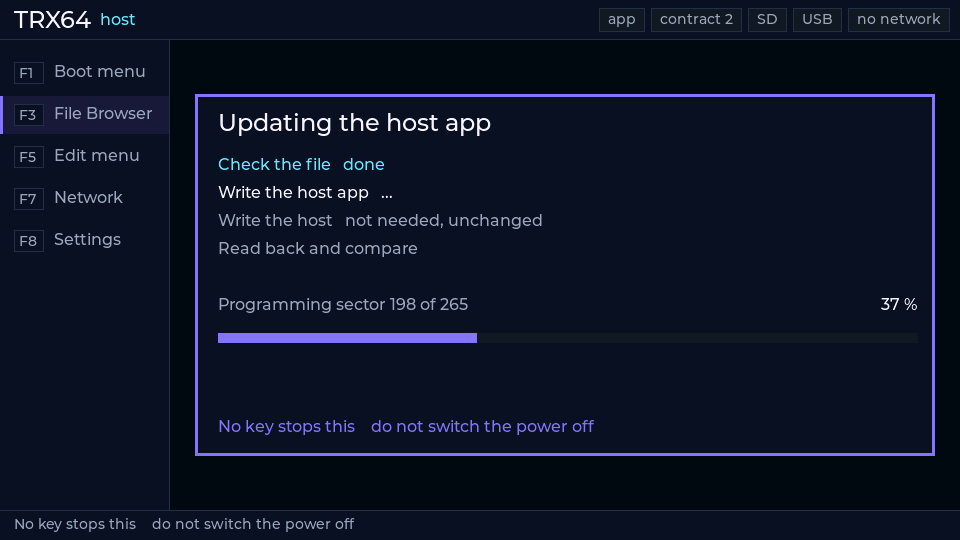 TRX64 host
app contract 2 SD USB no network
F1 Boot menu
F3 File Browser
F5 Edit menu
F7 Network
F8 Settings
Updating the host app
Check the file done
Write the host app ...
Write the host not needed, unchanged
Read back and compare
Programming sector 198 of 265 37 %
No key stops this do not switch the power off
No key stops this do not switch the power off